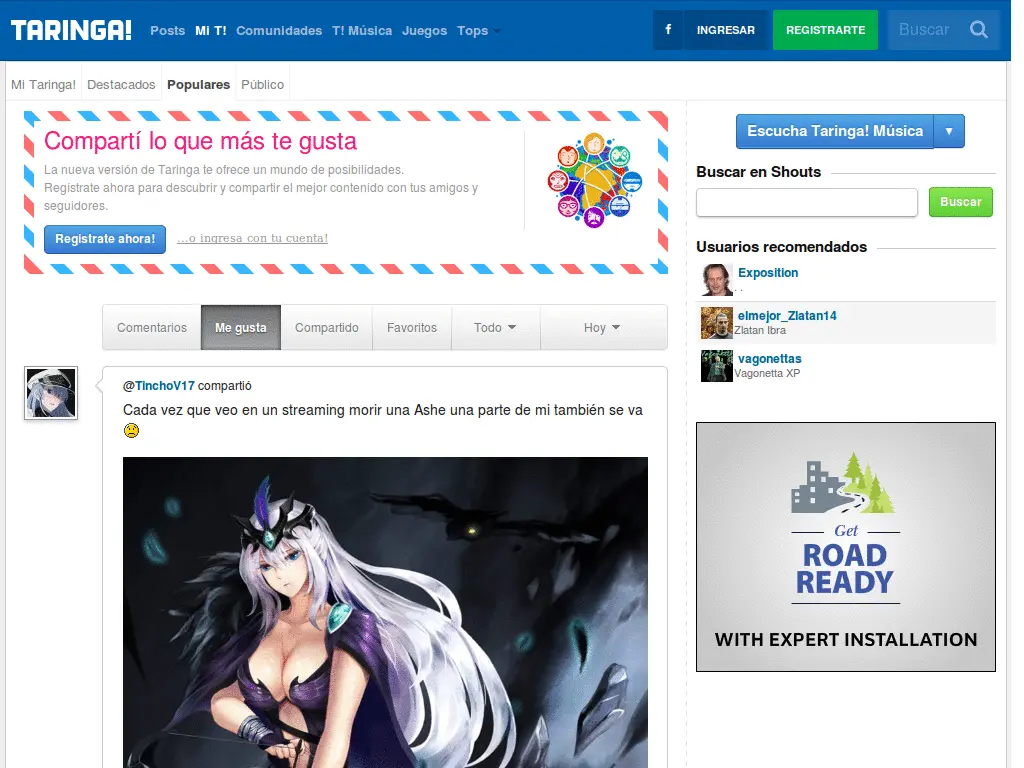 TARINGA!
Posts Mi T! Comunidades T! Música Juegos Tops
f INGRESAR REGISTRARTE Buscar
Mi Taringa! Destacados Populares Público
Compartí lo que más te gusta
La nueva versión de Taringa te ofrece un mundo de posibilidades.
Registrate ahora para descubrir y compartir el mejor contenido con tus amigos y
seguidores.
Registrate ahora! ...o ingresa con tu cuenta!
Comentarios Me gusta Compartido Favoritos Todo Hoy
@TinchoV17 compartió
Cada vez que veo en un streaming morir una Ashe una parte de mi también se va
Escucha Taringa! Música
Buscar en Shouts
Buscar
Usuarios recomendados
Exposition
. .
elmejor_Zlatan14
Zlatan Ibra
vagonettas
Vagonetta XP
Get
ROAD
READY
WITH EXPERT INSTALLATION